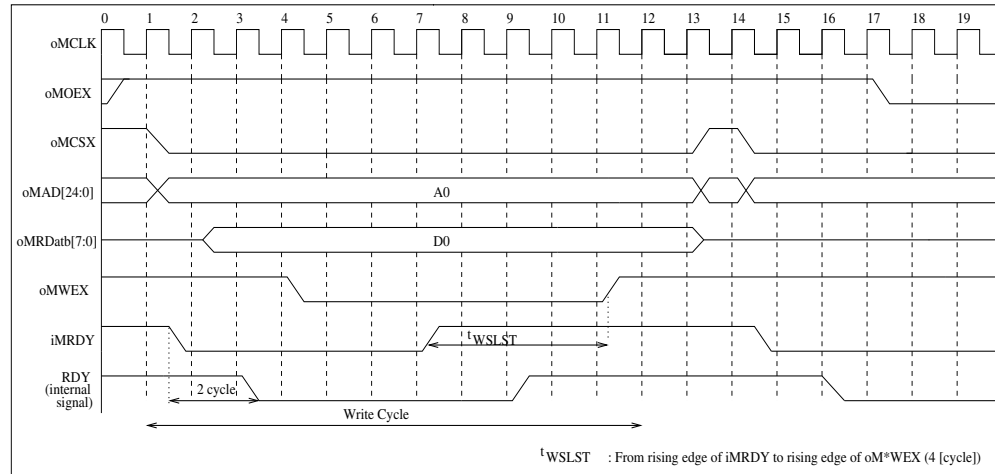 0 1 2 3 4 5 6 7 8 9 10 11 12 13 14 15 16 17 18 19
oMCLK
oMOEX
oMCSX
oMAD[24:0] A0
oMRDatb[7:0] D0
oMWEX
iMRDY tWSLST
RDY
(internal
signal)
2 cycle
Write Cycle
tWSLST : From rising edge of iMRDY to rising edge of oM*WEX (4 [cycle])